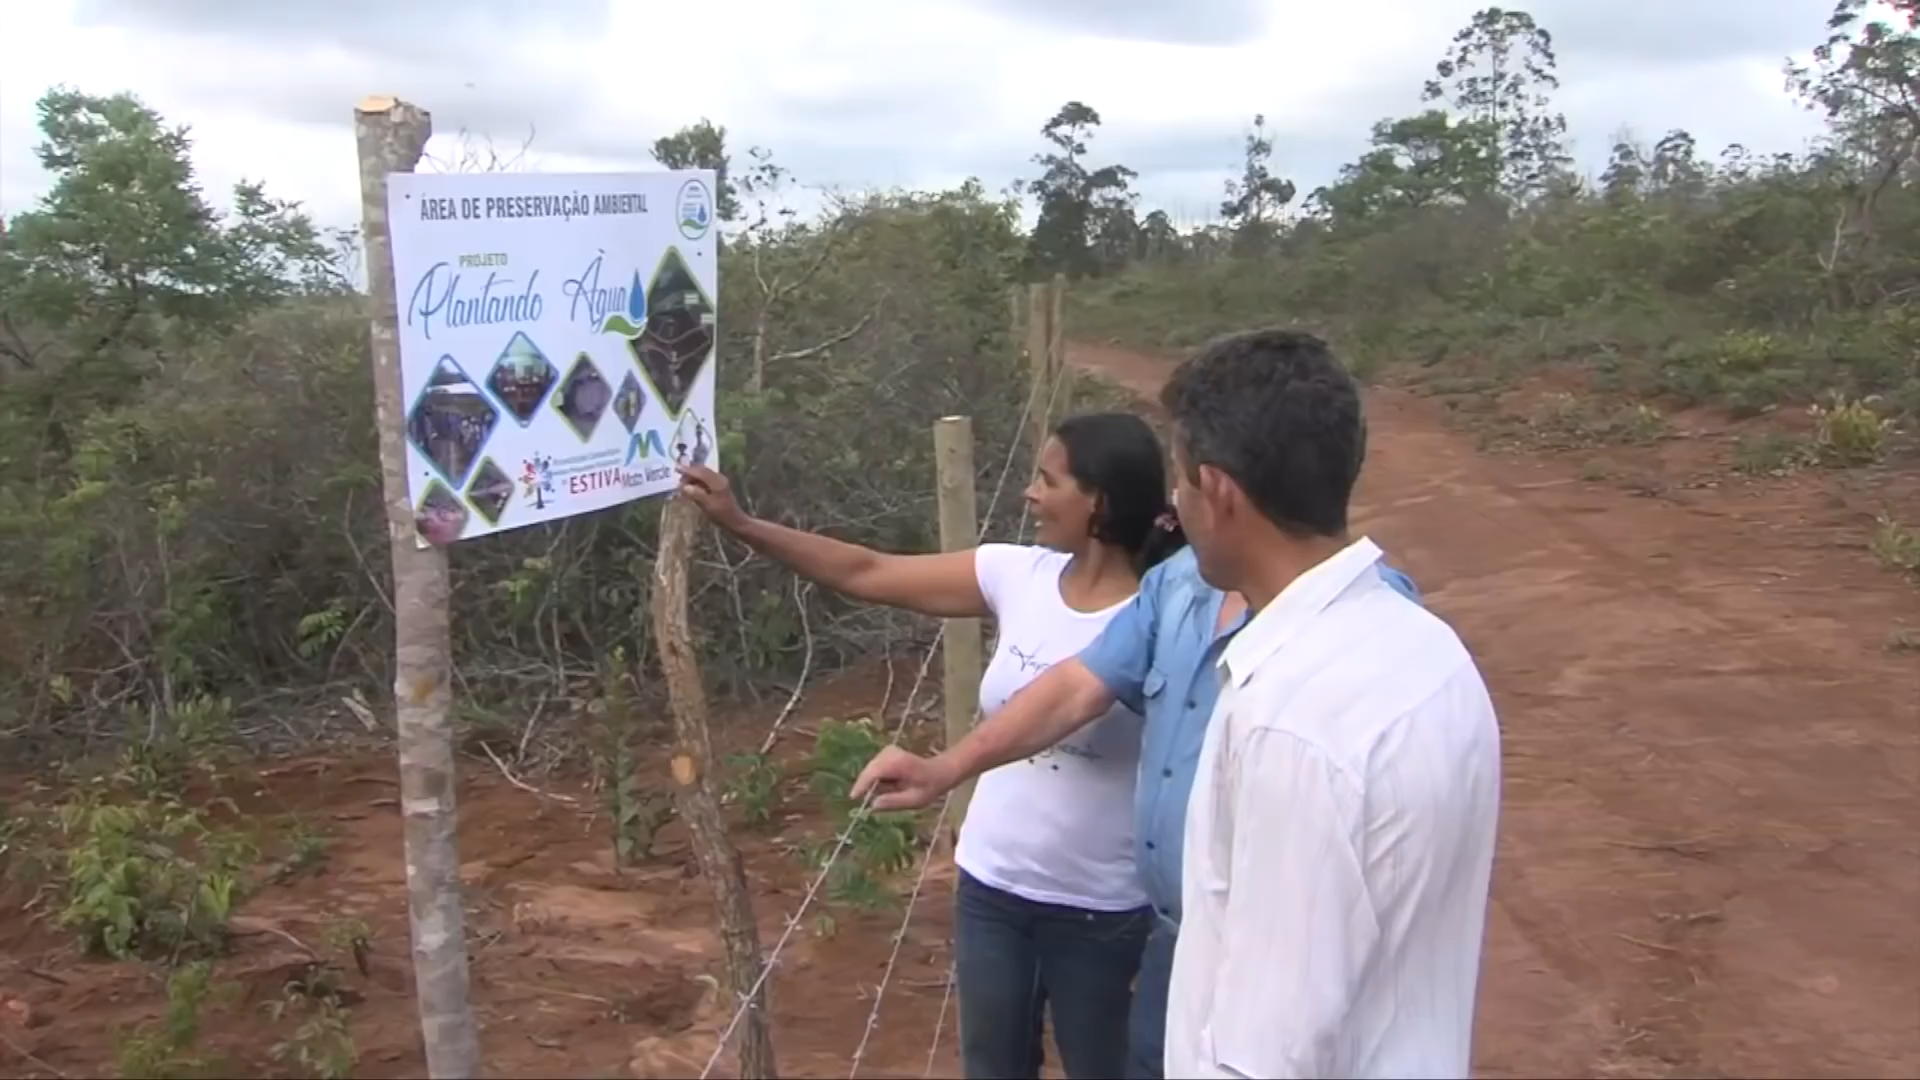 ÁREA DE PRESERVAÇÃO AMBIENTAL
PROJETO
Plantando Àgua
ESTIVA
Mato Verde